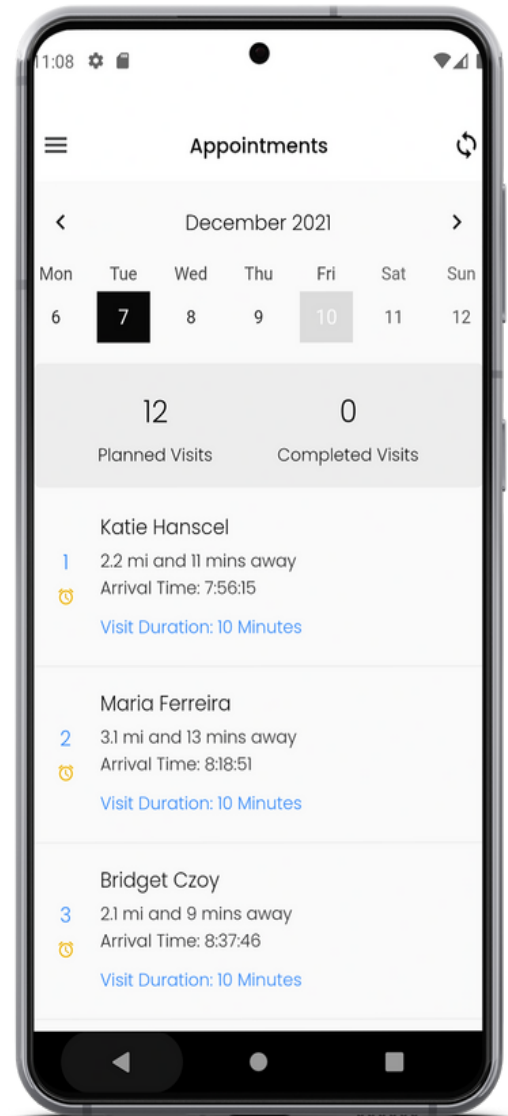 11:08
Appointments
December 2021
Mon Tue Wed Thu Fri Sat Sun
6 7 8 9 10 11 12
12 0
Planned Visits Completed Visits
Katie Hanscel
1 2.2 mi and 11 mins away
Arrival Time: 7:56:15
Visit Duration: 10 Minutes
Maria Ferreira
2 3.1 mi and 13 mins away
Arrival Time: 8:18:51
Visit Duration: 10 Minutes
Bridget Czoy
3 2.1 mi and 9 mins away
Arrival Time: 8:37:46
Visit Duration: 10 Minutes